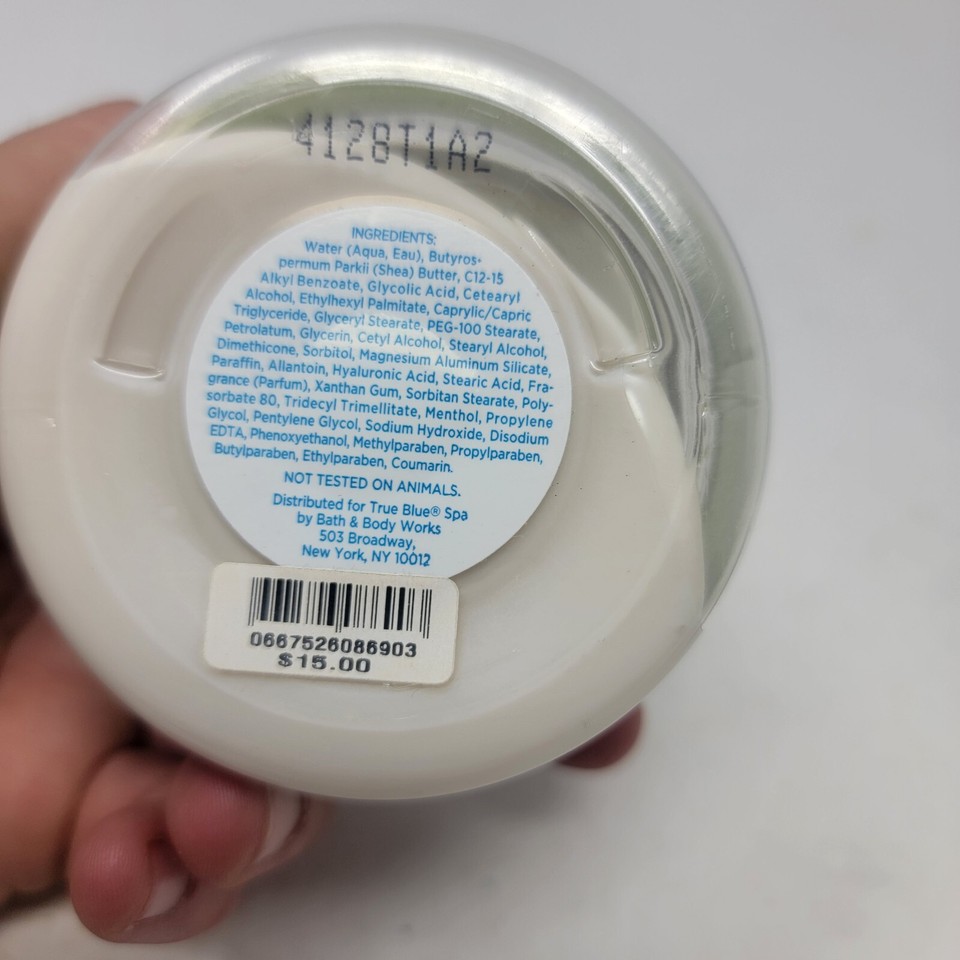 4128T1A2
INGREDIENTS:
Water (Aqua, Eau), Butyros-
permum Parkii (Shea) Butter, C12-15
Alkyl Benzoate, Glycolic Acid, Cetearyl
Alcohol, Ethylhexyl Palmitate, Caprylic/Capric
Triglyceride, Glyceryl Stearate, PEG-100 Stearate,
Petrolatum, Glycerin, Cetyl Alcohol, Stearyl Alcohol,
Dimethicone, Sorbitol, Magnesium Aluminum Silicate,
Paraffin, Allantoin, Hyaluronic Acid, Stearic Acid, Fra-
grance (Parfum), Xanthan Gum, Sorbitan Stearate, Poly-
sorbate 80, Tridecyl Trimellitate, Menthol, Propylene
Glycol, Pentylene Glycol, Sodium Hydroxide, Disodium
EDTA, Phenoxyethanol, Methylparaben, Propylparaben,
Butylparaben, Ethylparaben, Coumarin.
NOT TESTED ON ANIMALS.
Distributed for True Blue® Spa
by Bath & Body Works
503 Broadway,
New York, NY 10012
0667526086903
$15.00